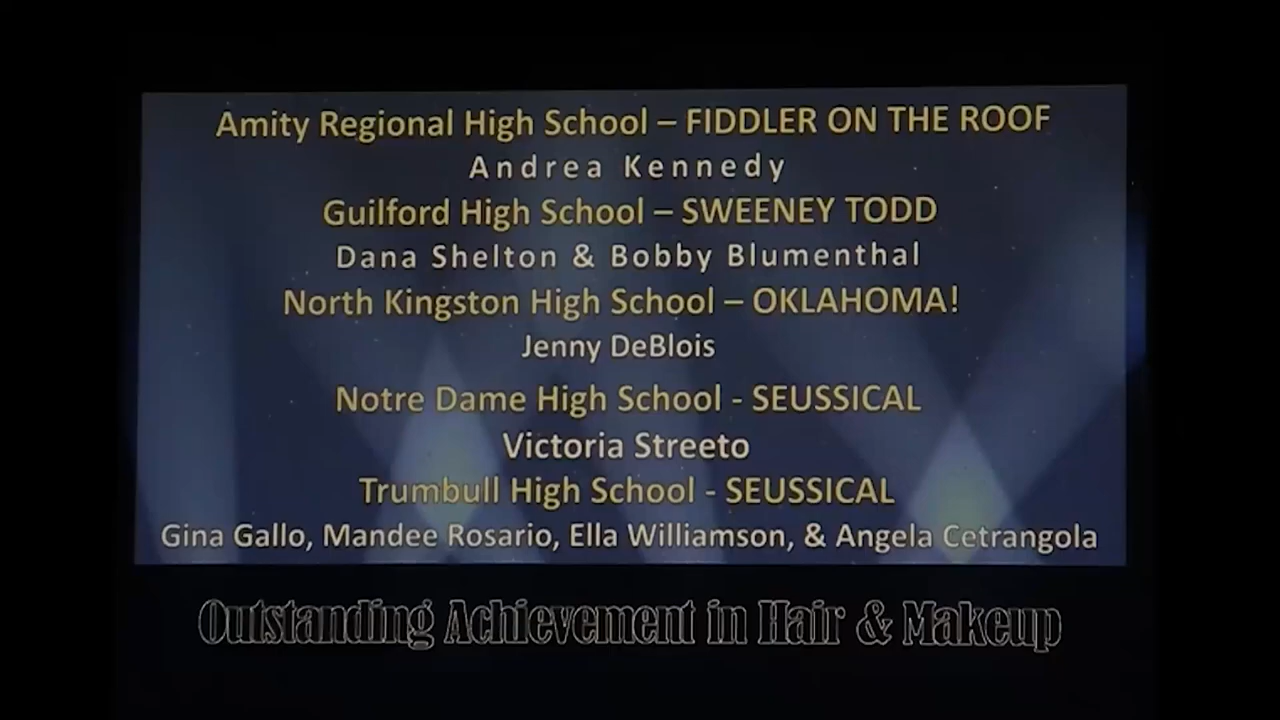 Amity Regional High School – FIDDLER ON THE ROOF
Andrea Kennedy
Guilford High School – SWEENEY TODD
Dana Shelton & Bobby Blumenthal
North Kingston High School – OKLAHOMA!
Jenny DeBlois
Notre Dame High School - SEUSSICAL
Victoria Streeto
Trumbull High School - SEUSSICAL
Gina Gallo, Mandee Rosario, Ella Williamson, & Angela Cetrangola
Outstanding Achievement in Hair & Makeup